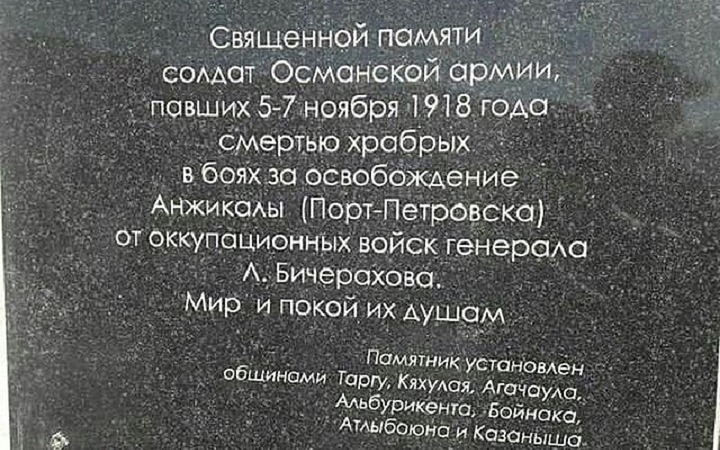 Священной памяти
солдат Османской армии,
павших 5-7 ноября 1918 года
смертью храбрых
в боях за освобождение
Анжикалы (Порт-Петровска)
от оккупационных войск генерала
Л. Бичерахова.
Мир и покой их душам
Памятник установлен
общинами Таргу, Кяхулая, Агачаула,
Альбурикента, Бойнака,
Атлыбоюна и Казаныша